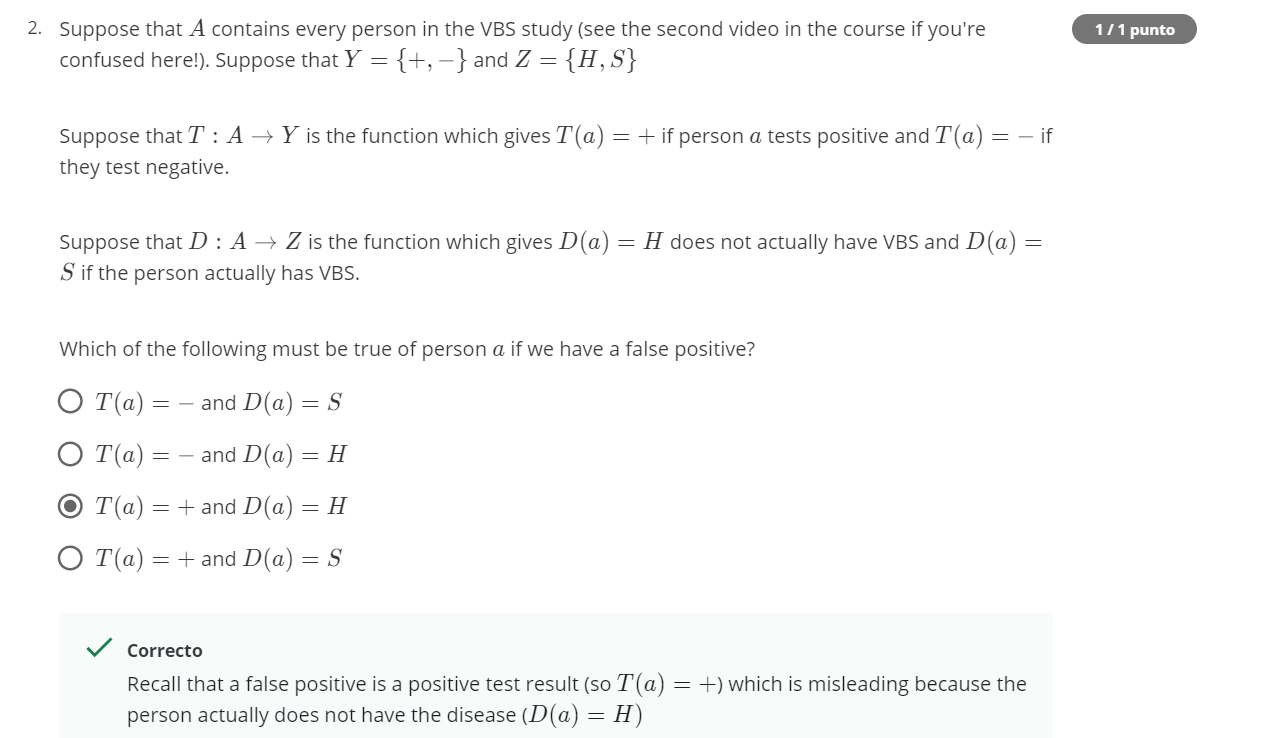 2. Suppose that A contains every person in the VBS study (see the second video in the course if you're
1 / 1 punto
confused here!). Suppose that Y = {+, −} and Z = {H, S}
Suppose that T : A → Y is the function which gives T(a) = + if person a tests positive and T(a) = − if
they test negative.
Suppose that D : A → Z is the function which gives D(a) = H does not actually have VBS and D(a) =
S if the person actually has VBS.
Which of the following must be true of person a if we have a false positive?
T(a) = − and D(a) = S
T(a) = − and D(a) = H
T(a) = + and D(a) = H
T(a) = + and D(a) = S
Correcto
Recall that a false positive is a positive test result (so T(a) = +) which is misleading because the
person actually does not have the disease (D(a) = H)